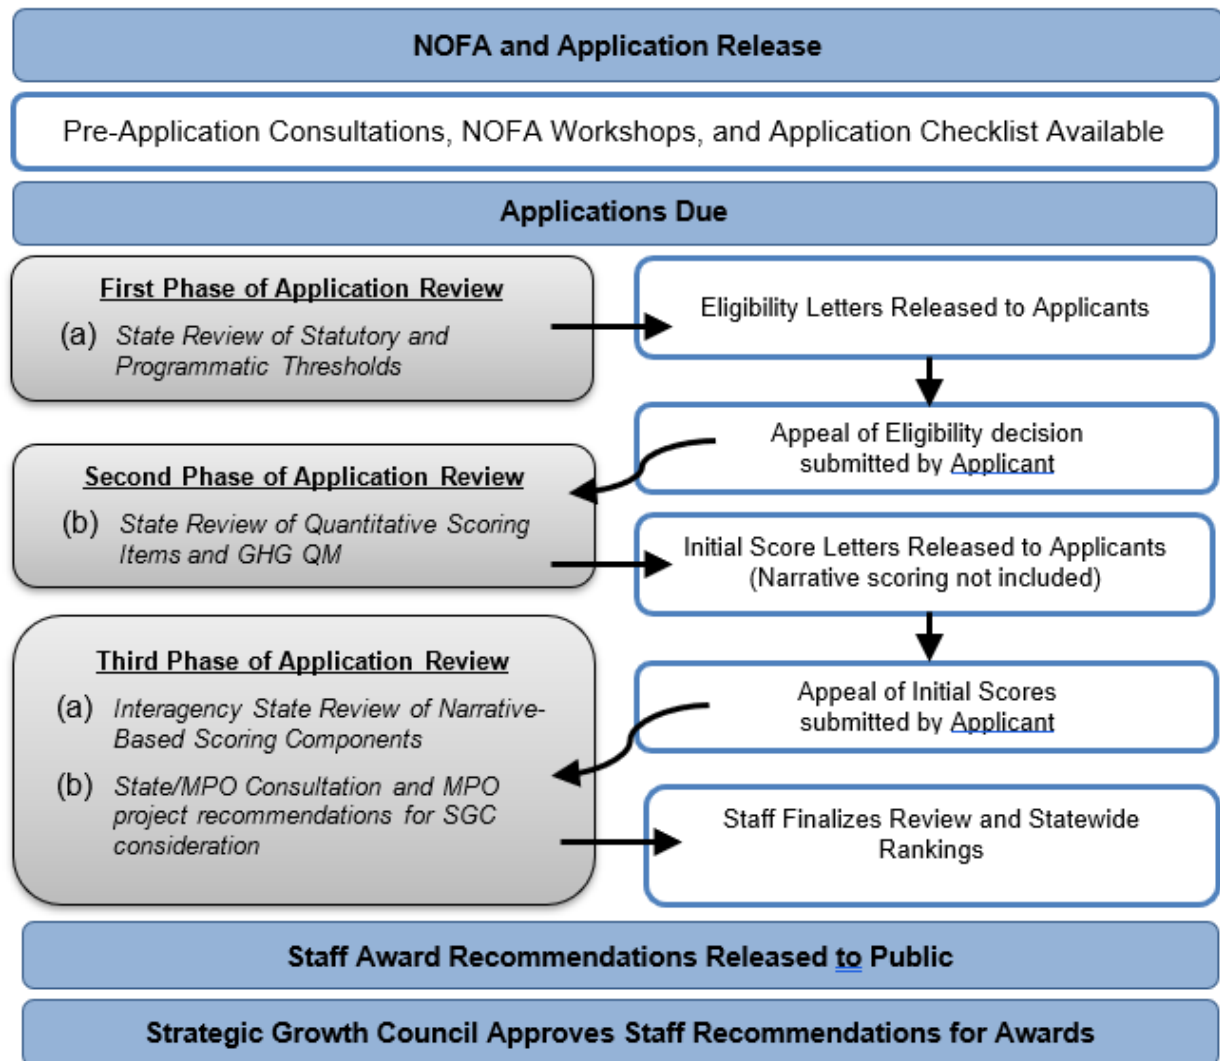 NOFA and Application Release
Pre-Application Consultations, NOFA Workshops, and Application Checklist Available
Applications Due
First Phase of Application Review
(a) State Review of Statutory and
Programmatic Thresholds
Eligibility Letters Released to Applicants
Appeal of Eligibility decision
submitted by Applicant
Second Phase of Application Review
(b) State Review of Quantitative Scoring
Items and GHG QM
Initial Score Letters Released to Applicants
(Narrative scoring not included)
Appeal of Initial Scores
submitted by Applicant
Third Phase of Application Review
(a) Interagency State Review of Narrative-
Based Scoring Components
(b) State/MPO Consultation and MPO
project recommendations for SGC
consideration
Staff Finalizes Review and Statewide
Rankings
Staff Award Recommendations Released to Public
Strategic Growth Council Approves Staff Recommendations for Awards